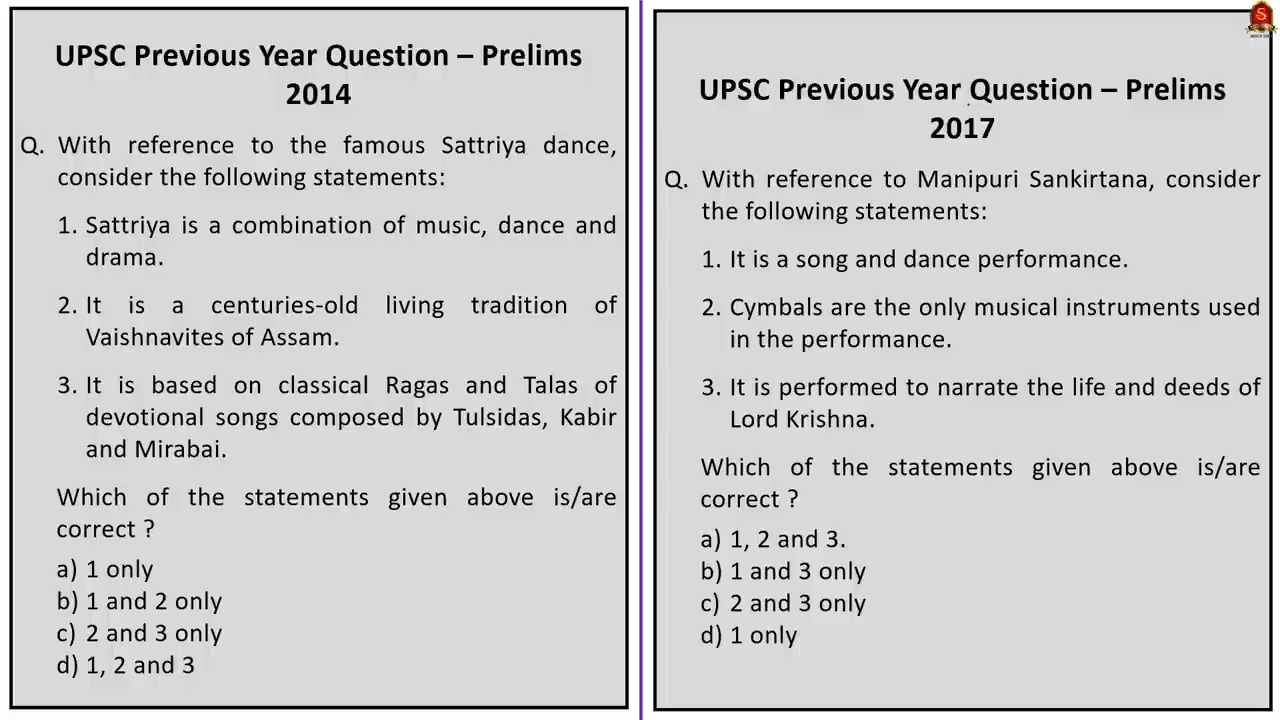 UPSC Previous Year Question – Prelims
2014
Q. With reference to the famous Sattriya dance,
consider the following statements:
1. Sattriya is a combination of music, dance and
drama.
2. It is a centuries-old living tradition of
Vaishnavites of Assam.
3. It is based on classical Ragas and Talas of
devotional songs composed by Tulsidas, Kabir
and Mirabai.
Which of the statements given above is/are
correct ?
a) 1 only
b) 1 and 2 only
c) 2 and 3 only
d) 1, 2 and 3
UPSC Previous Year Question – Prelims
2017
Q. With reference to Manipuri Sankirtana, consider
the following statements:
1. It is a song and dance performance.
2. Cymbals are the only musical instruments used
in the performance.
3. It is performed to narrate the life and deeds of
Lord Krishna.
Which of the statements given above is/are
correct ?
a) 1, 2 and 3.
b) 1 and 3 only
c) 2 and 3 only
d) 1 only
S